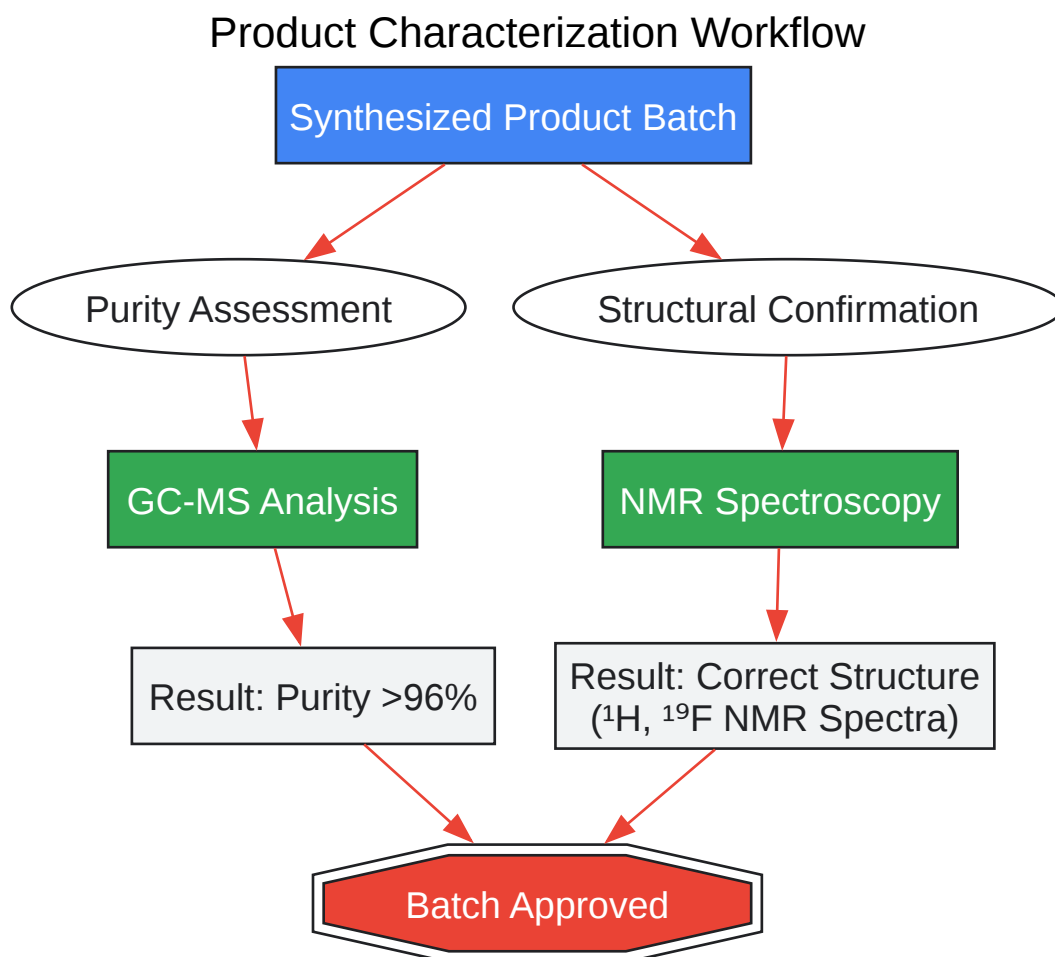 Product Characterization Workflow
Synthesized Product Batch
Purity Assessment
Structural Confirmation
GC-MS Analysis
NMR Spectroscopy
Result: Purity >96%
Result: Correct Structure
(¹H, ¹⁹F NMR Spectra)
Batch Approved